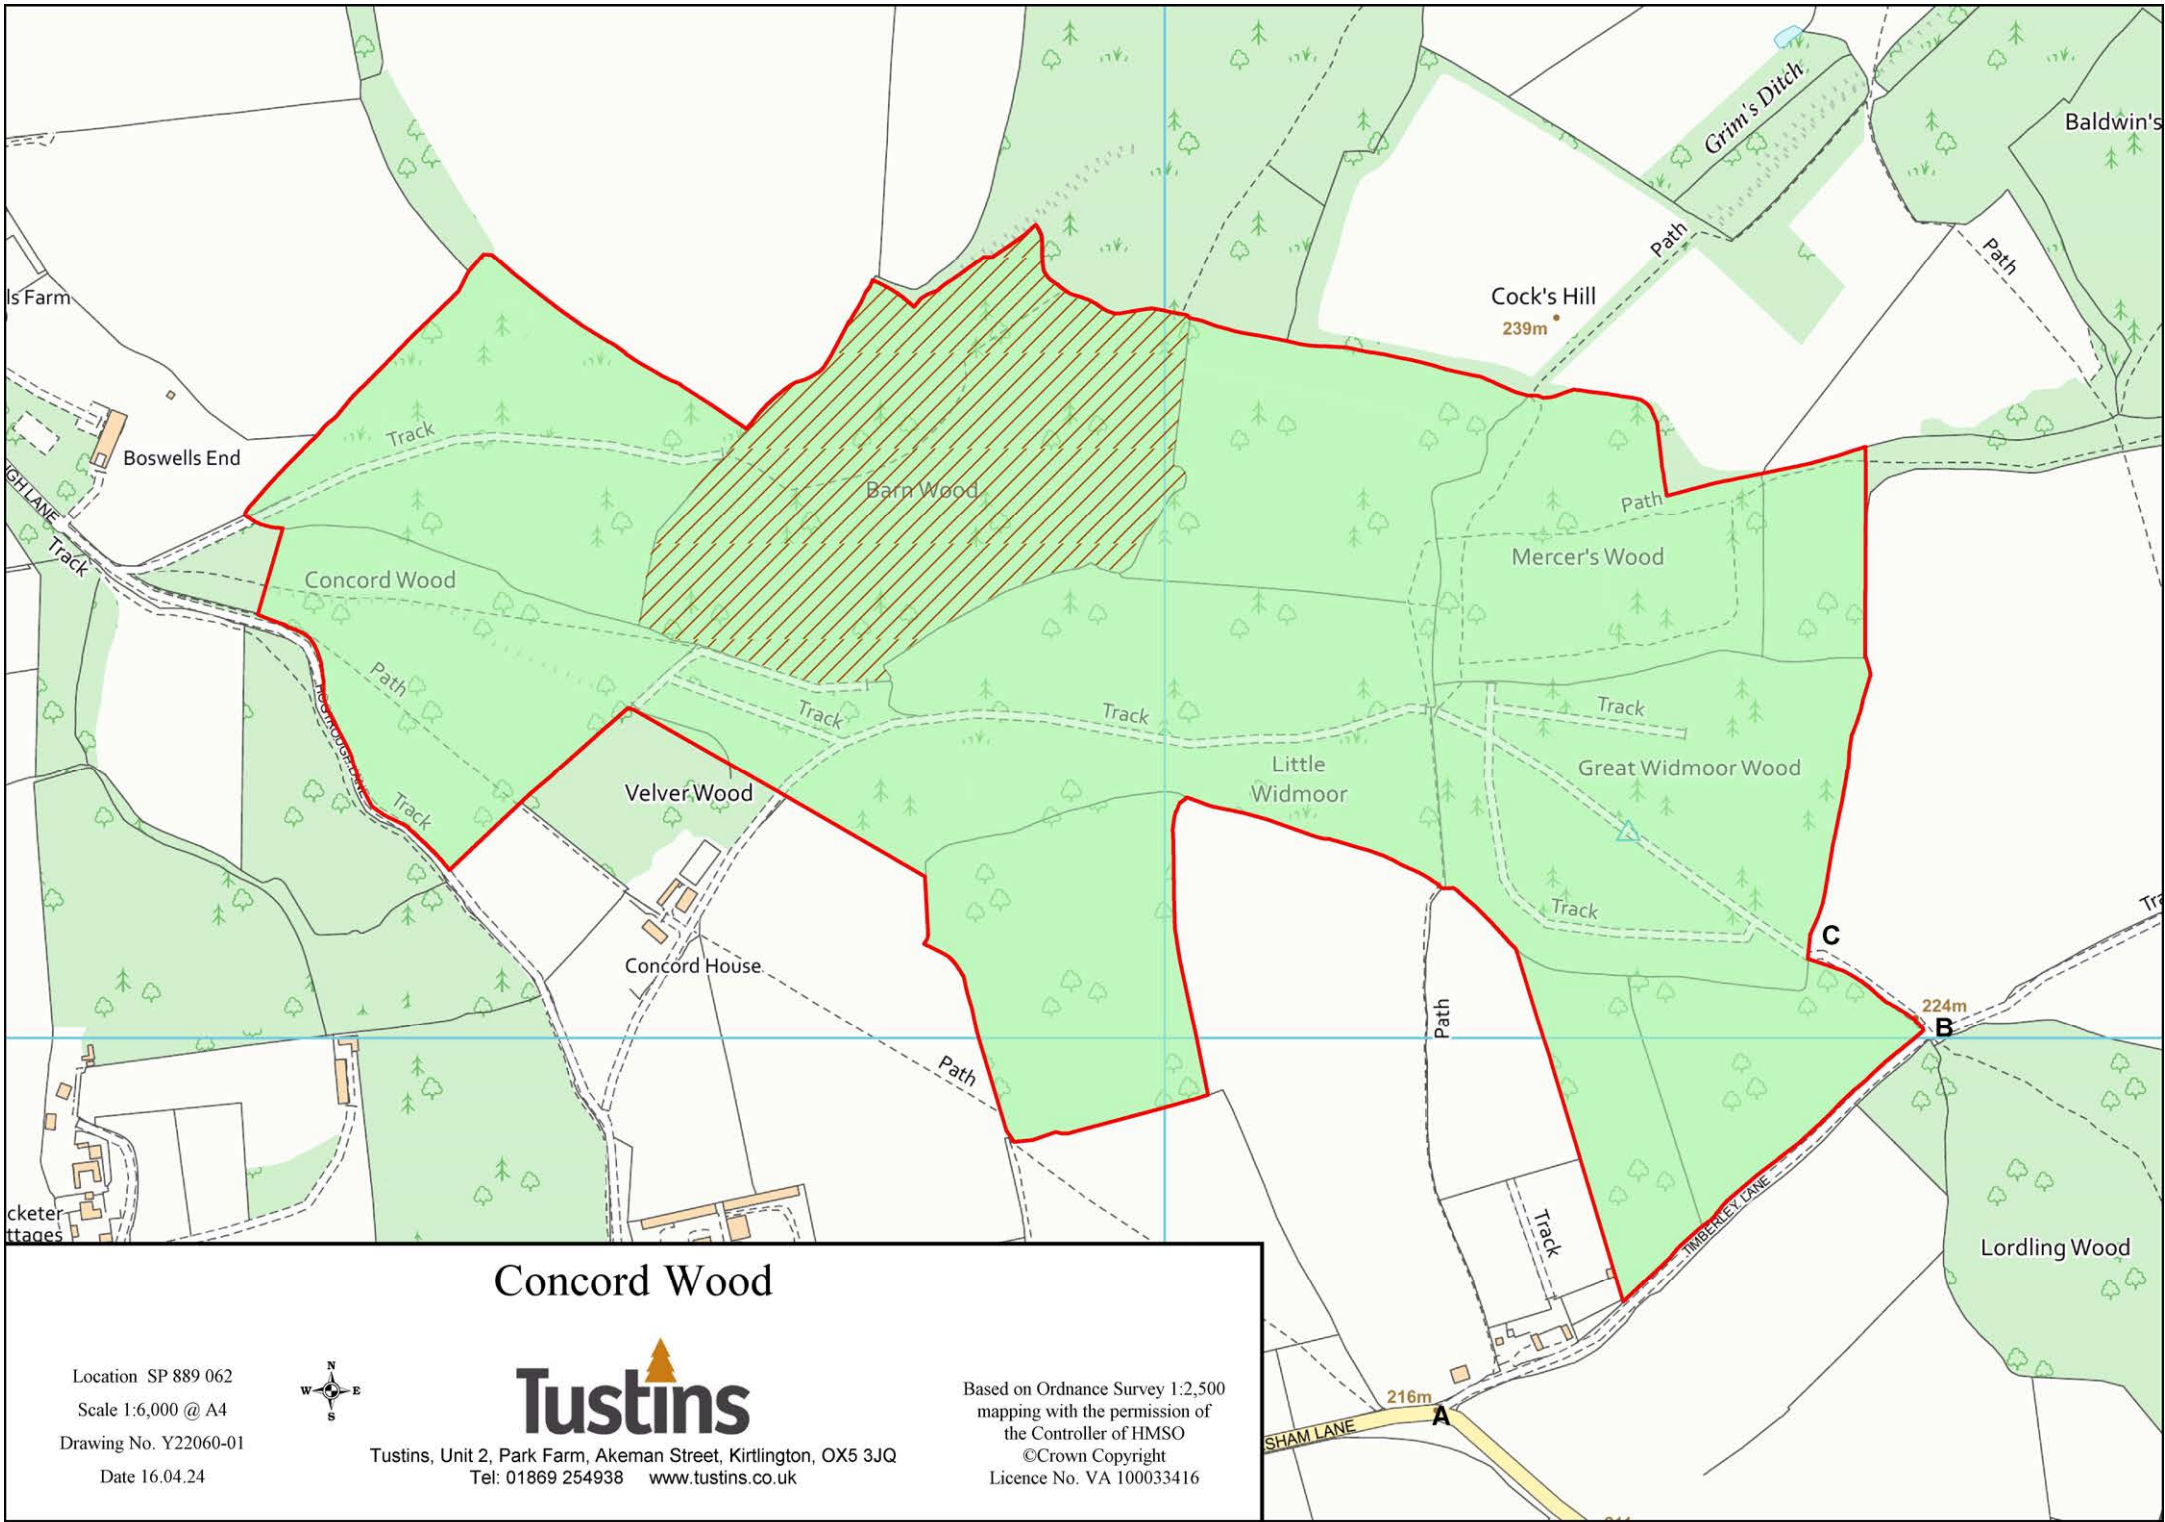 Grim's Ditch
Baldwin's
Path
Path
Cock's Hill
239m
ls Farm
Track
Boswells End
Barn Wood
Path
Mercer's Wood
Track
Concord Wood
Path
HOGTROUGH LANE
Track
Track
Track
Track
Little
Widmoor
Great Widmoor Wood
Velver Wood
Track
C
Concord House
Path
224m
B
Path
TIMBERLEY LANE
Track
Lordling Wood
cketer
ttages
216m
A
SHAM LANE
Concord Wood
Location SP 889 062
Scale 1:6,000 @ A4
Drawing No. Y22060-01
Date 16.04.24
N
W E
S
Tustins
Tustins, Unit 2, Park Farm, Akeman Street, Kirtlington, OX5 3JQ
Tel: 01869 254938 www.tustins.co.uk
Based on Ordnance Survey 1:2,500
mapping with the permission of
the Controller of HMSO
©Crown Copyright
Licence No. VA 100033416